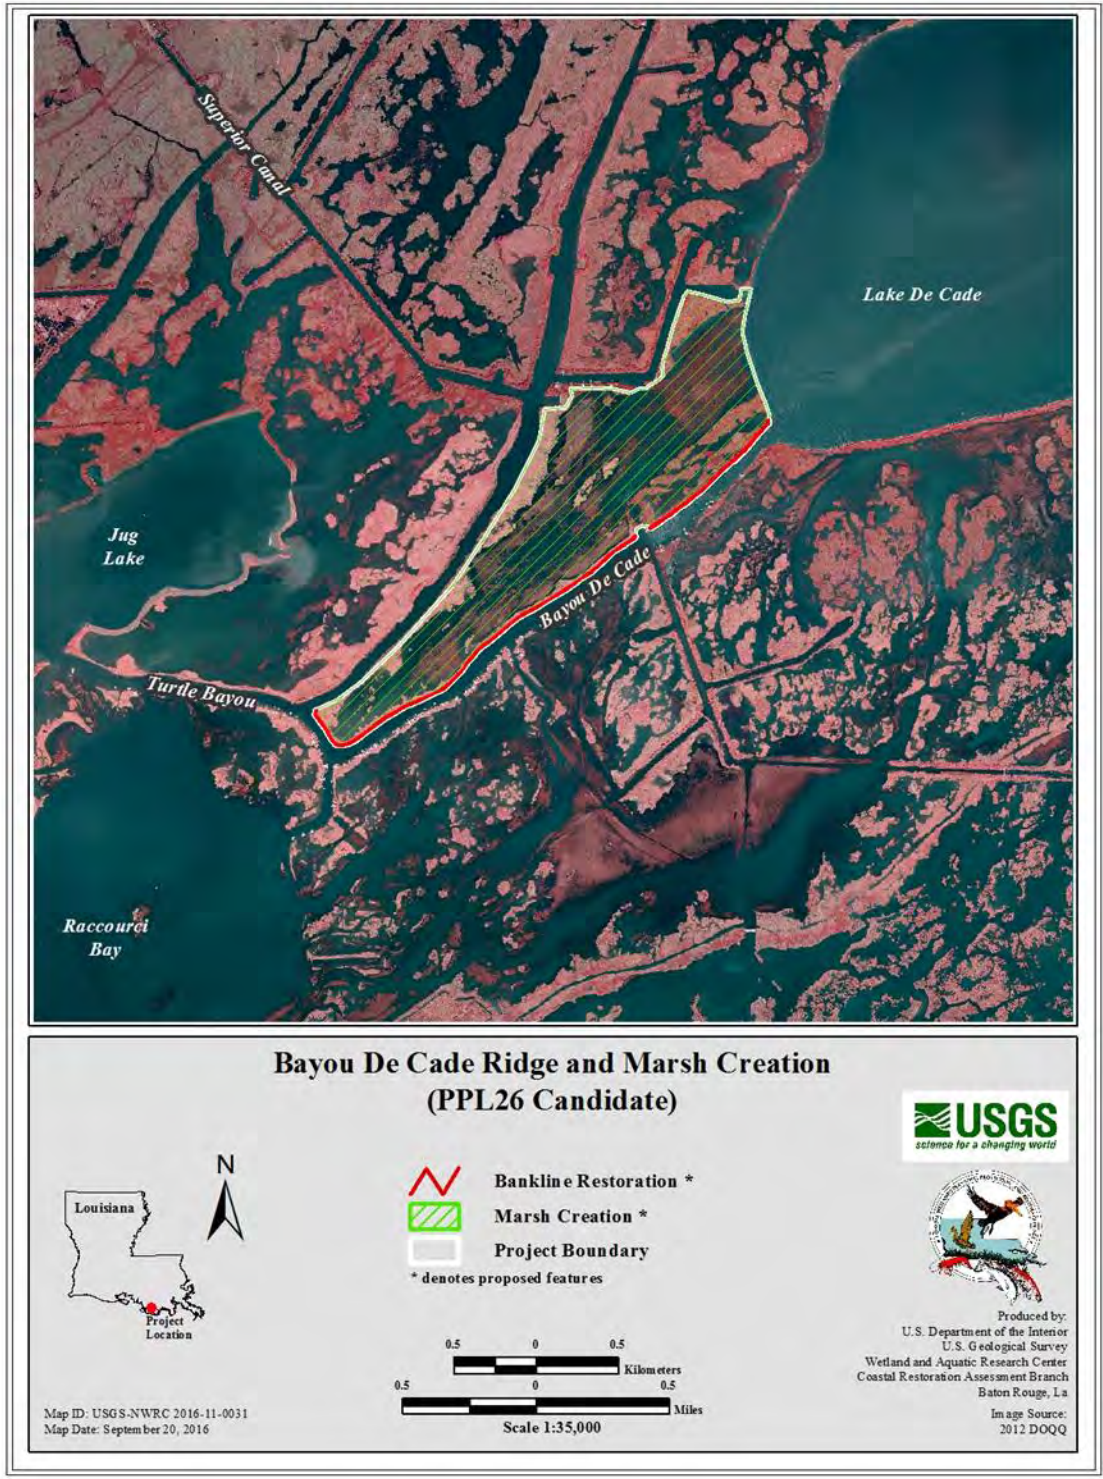 Superior Canal
Lake De Cade
Jug
Lake
Bayou De Cade
Turtle Bayou
Raccourci
Bay
Bayou De Cade Ridge and Marsh Creation
(PPL26 Candidate)
USGS
science for a changing world
N
Louisiana
Project
Location
Bankline Restoration *
Marsh Creation *
Project Boundary
* denotes proposed features
0.5 0 0.5
Kilometers
0.5 0 0.5
Miles
Scale 1:35,000
Map ID: USGS-NWRC 2016-11-0031
Map Date: September 20, 2016
Produced by:
U.S. Department of the Interior
U.S. Geological Survey
Wetland and Aquatic Research Center
Coastal Restoration Assessment Branch
Baton Rouge, La
Image Source:
2012 DOQQ